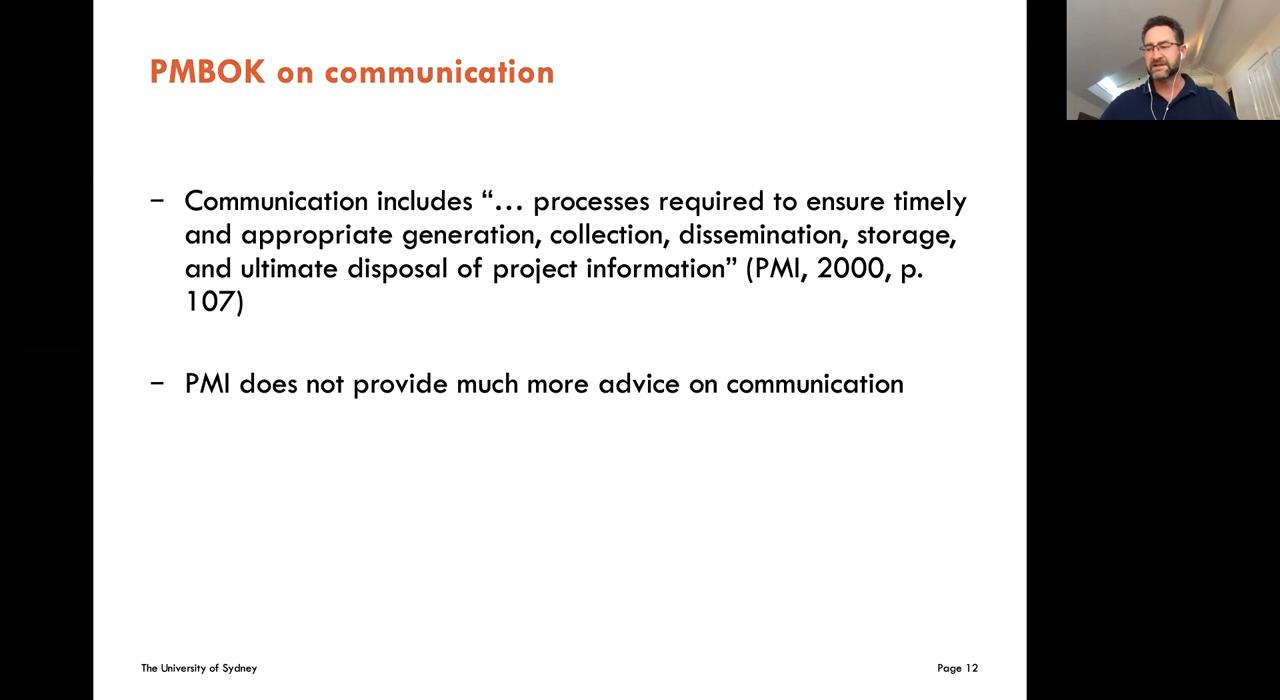 PMBOK on communication
– Communication includes “… processes required to ensure timely
and appropriate generation, collection, dissemination, storage,
and ultimate disposal of project information” (PMI, 2000, p.
107)
– PMI does not provide much more advice on communication
The University of Sydney
Page 12